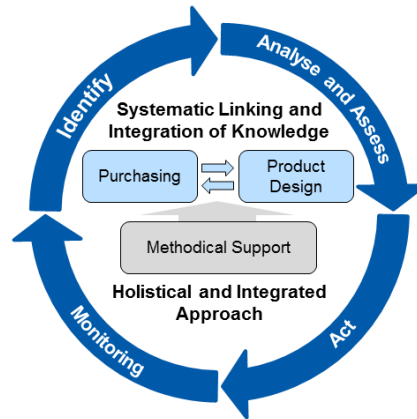 Identify
Analyse and Assess
Systematic Linking and
Integration of Knowledge
Purchasing
Product
Design
Methodical Support
Holistical and Integrated
Approach
Monitoring
Act